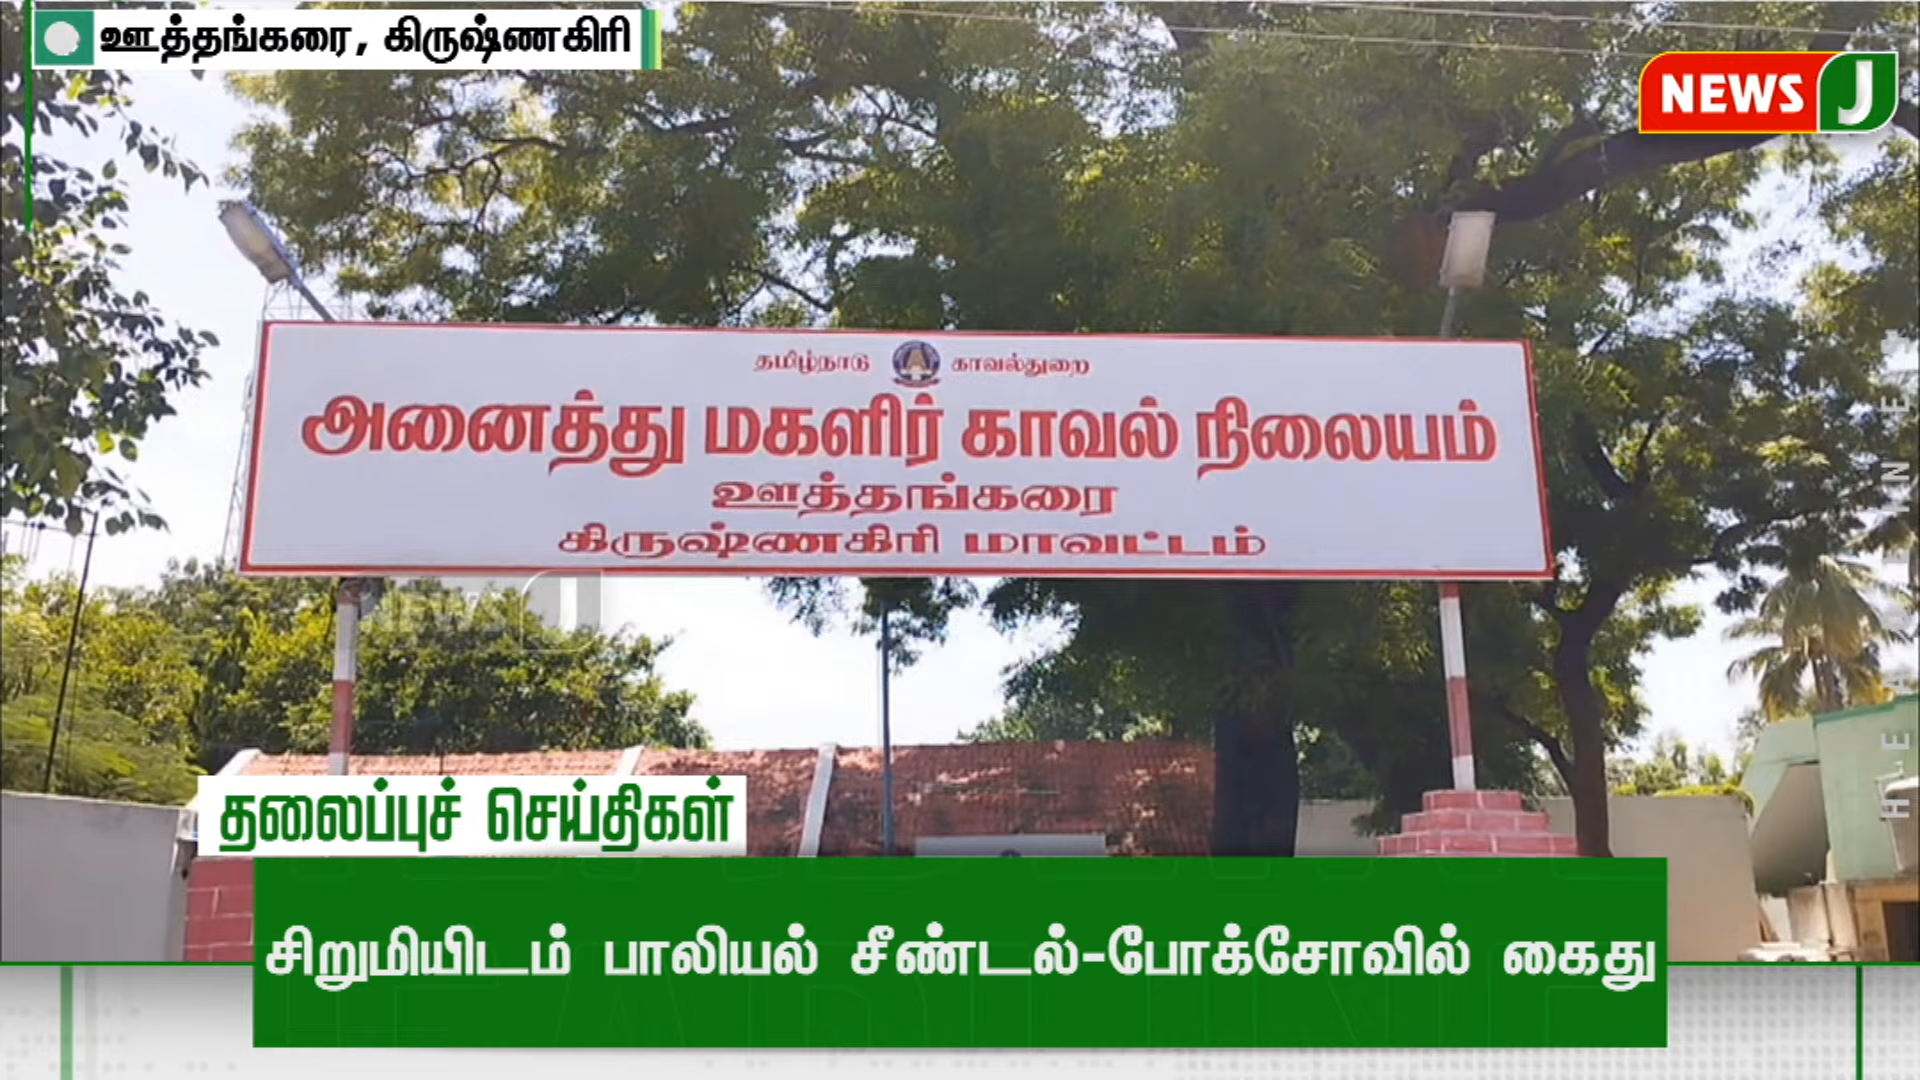 ஊத்தங்கரை, கிருஷ்ணகிரி
NEWS J
தமிழ்நாடு காவல்துறை
அனைத்து மகளிர் காவல் நிலையம்
ஊத்தங்கரை
கிருஷ்ணகிரி மாவட்டம்
NEWS J
தலைப்புச் செய்திகள்
சிறுமியிடம் பாலியல் சீண்டல்-போக்சோவில் கைது